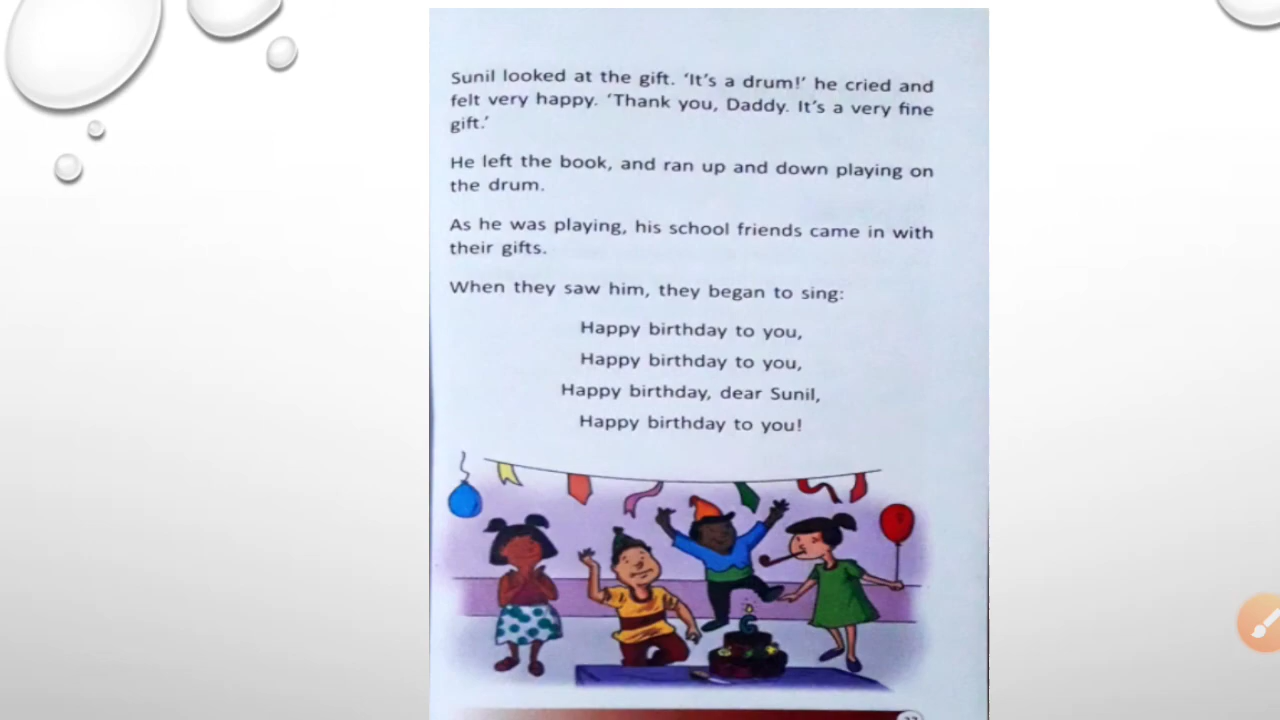 Sunil looked at the gift. ‘It’s a drum!’ he cried and
felt very happy. ‘Thank you, Daddy. It’s a very fine
gift.’
He left the book, and ran up and down playing on
the drum.
As he was playing, his school friends came in with
their gifts.
When they saw him, they began to sing:
Happy birthday to you,
Happy birthday to you,
Happy birthday, dear Sunil,
Happy birthday to you!
6